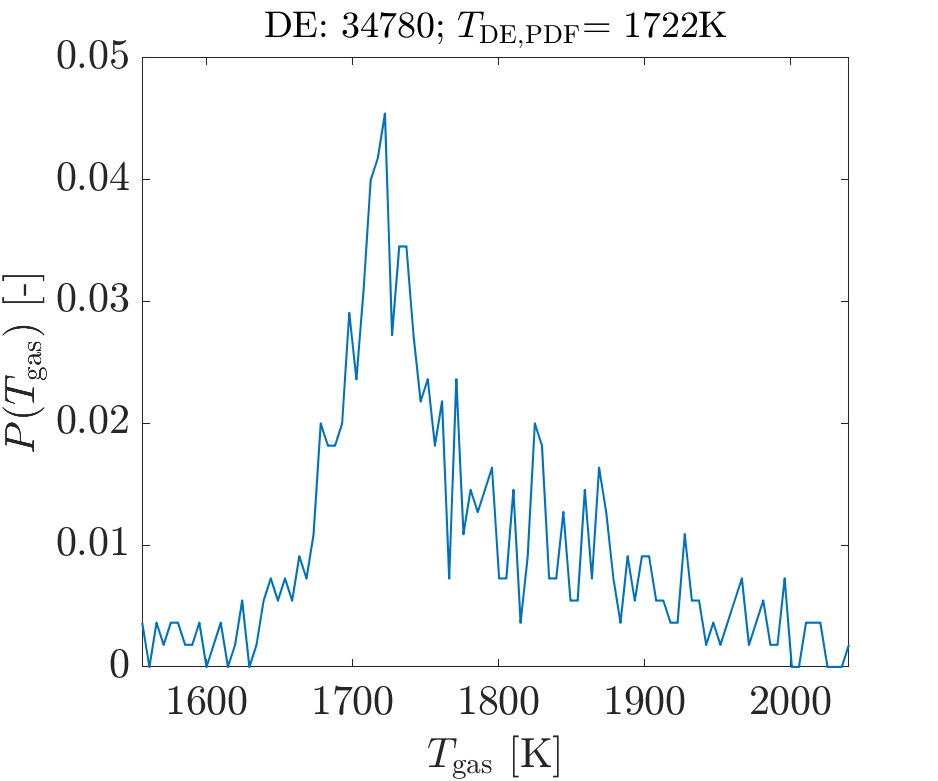 DE: 34780; T_DE,PDF= 1722K
0.05
0.04
0.03
0.02
0.01
0
P(T_gas) [-]
1600 1700 1800 1900 2000
T_gas [K]